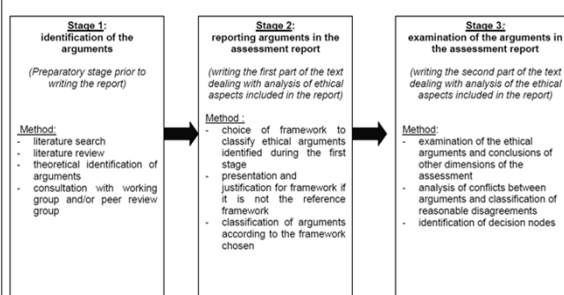 Stage 1:
identification of the
arguments
(Preparatory stage prior to
writing the report)
Method:
- literature search
- literature review
- theoretical identification of
arguments
- consultation with working
group and/or peer review
group
Stage 2:
reporting arguments in the
assessment report
(writing the first part of the text
dealing with analysis of ethical
aspects included in the report)
Method :
- choice of framework to
classify ethical arguments
identified during the first
stage
- presentation and
justification for framework if
it is not the reference
framework
- classification of arguments
according to the framework
chosen
Stage 3:
examination of the arguments in
the assessment report
(writing the second part of the text
dealing with analysis of the ethical
aspects included in the report)
Method:
- examination of the ethical
arguments and conclusions of
other dimensions of the
assessment
- analysis of conflicts between
arguments and classification of
reasonable disagreements
- identification of decision nodes